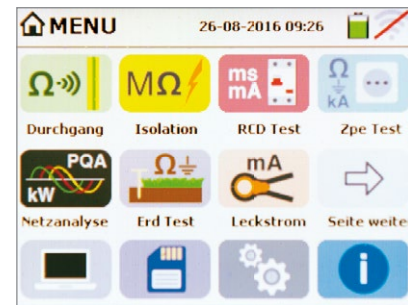 MENU 26-08-2016 09:26
Ω MΩ ms mA Ω kA
Durchgang Isolation RCD Test Zpe Test
PQA kW Ω mA
Netzanalyse Erd Test Leckstrom Seite weite
i